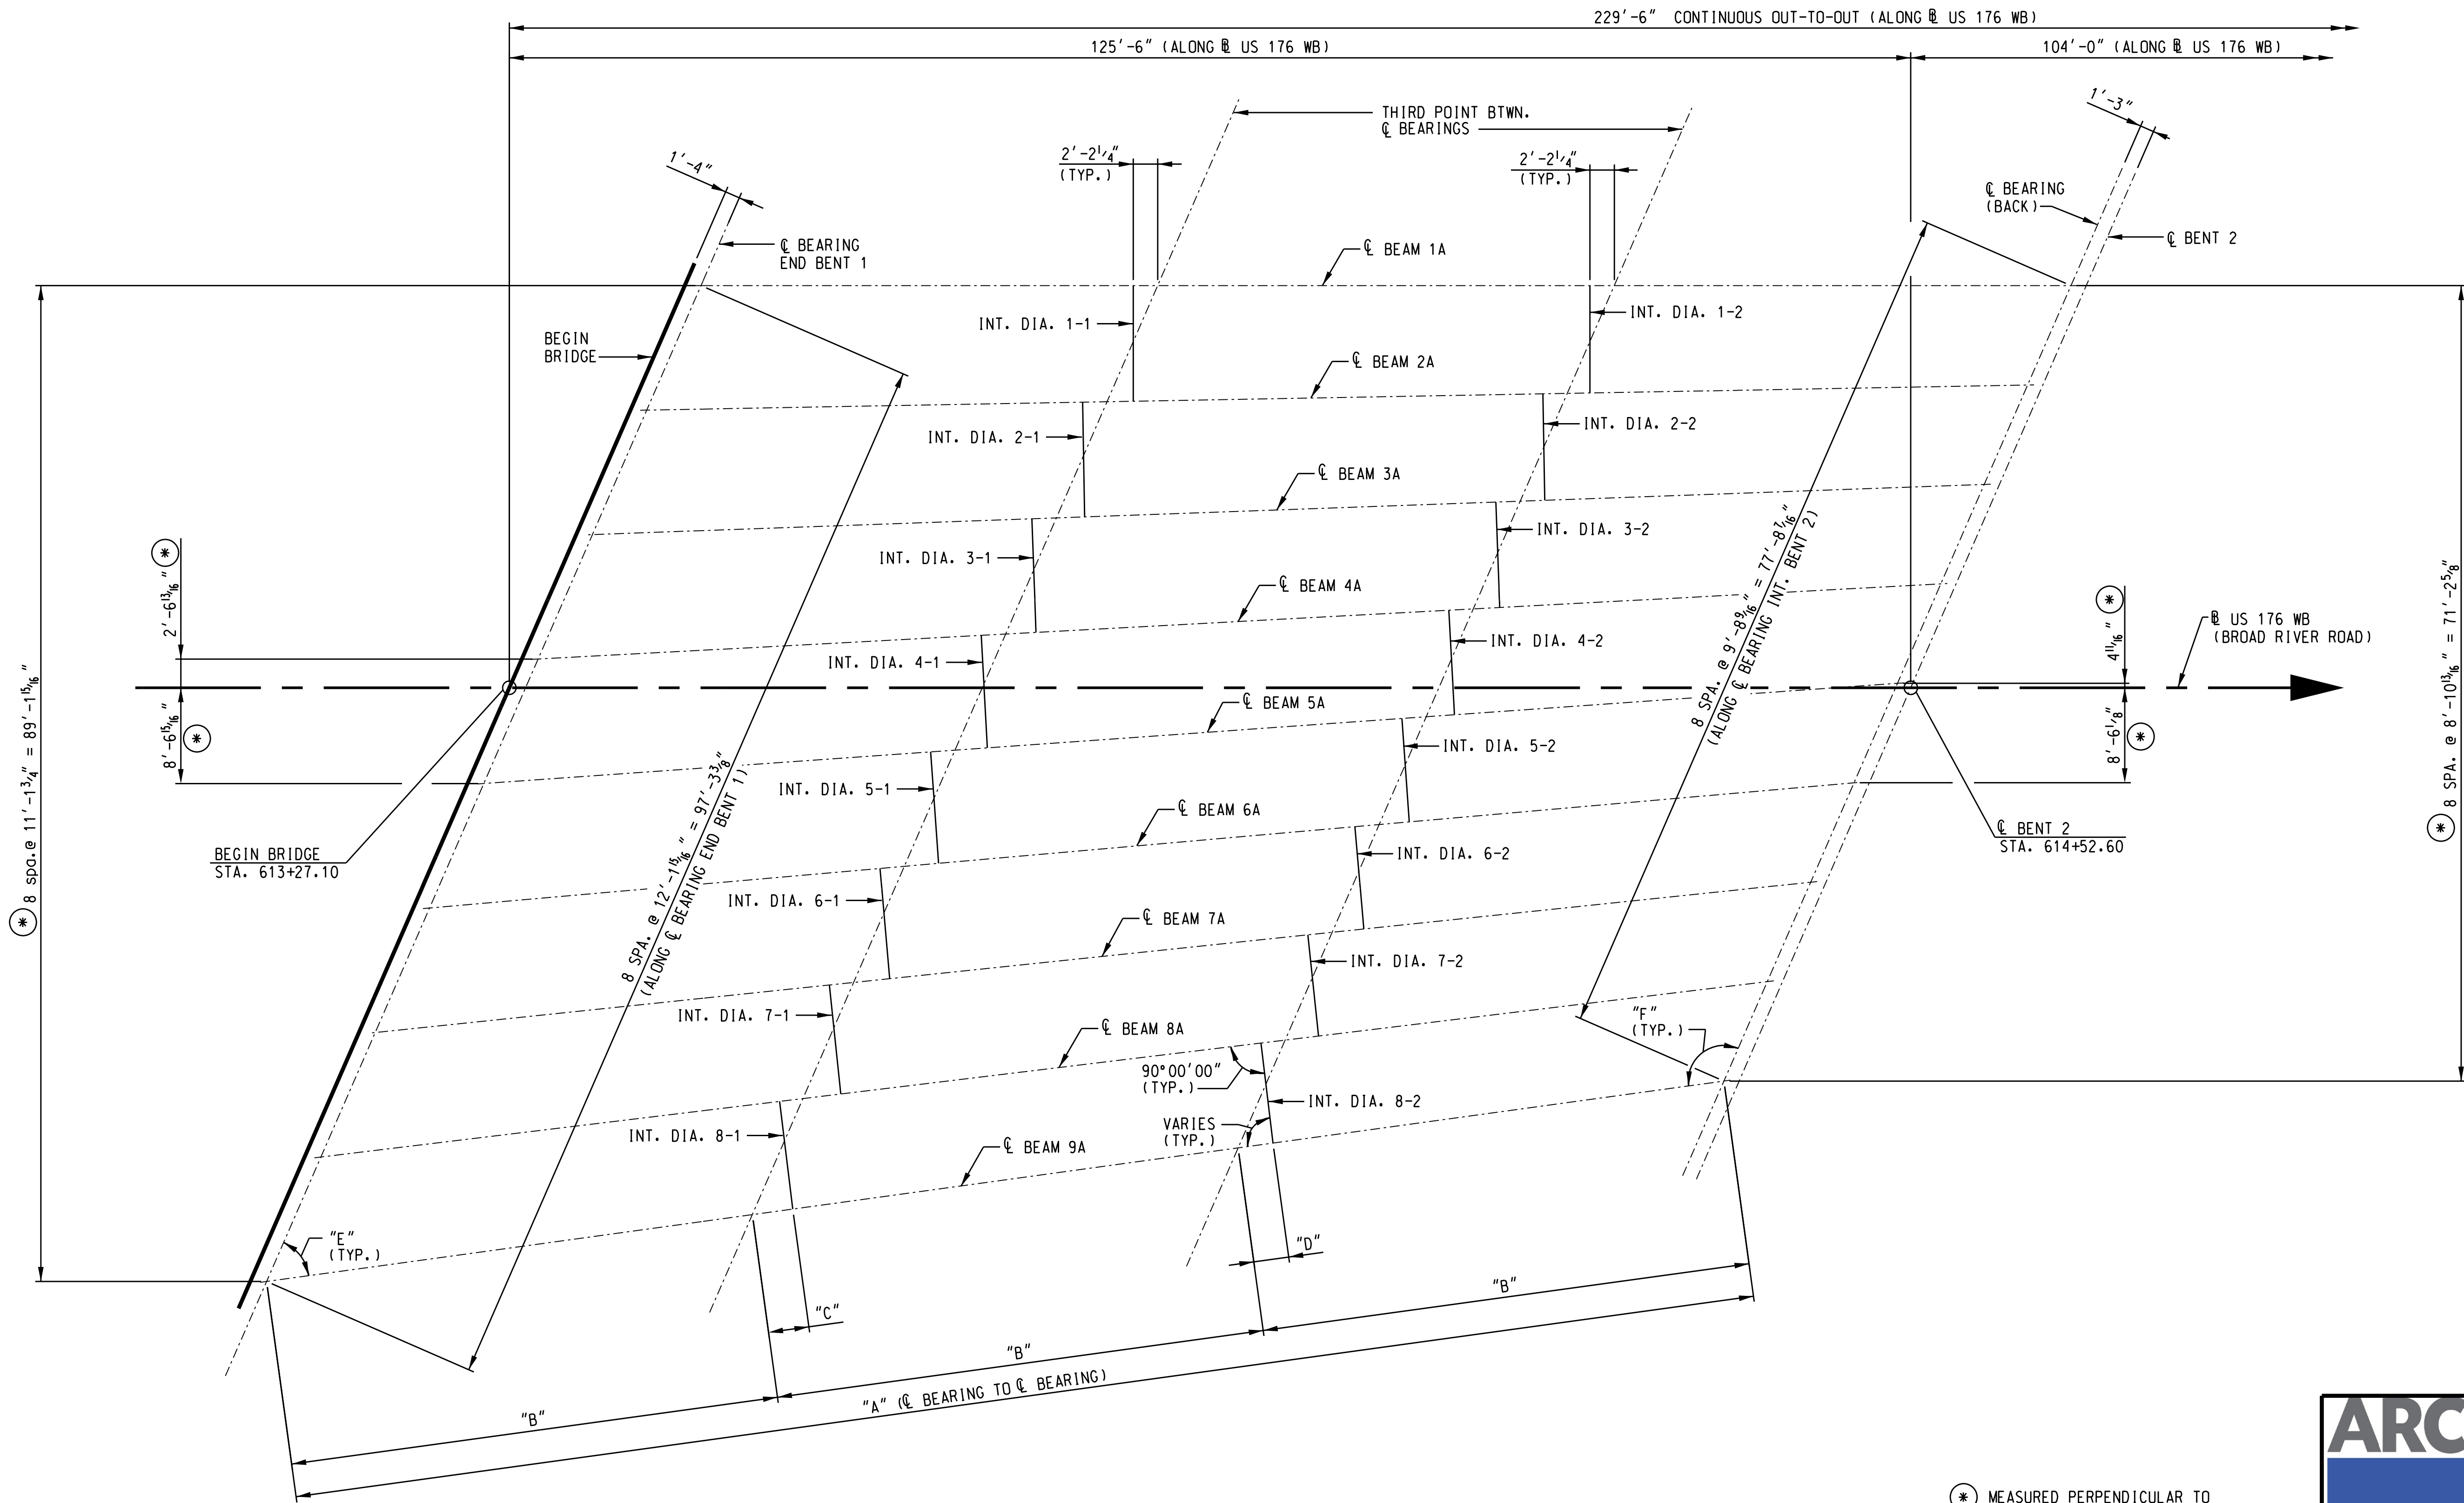 229'-6" CONTINUOUS OUT-TO-OUT (ALONG ℄ US 176 WB)
125'-6" (ALONG ℄ US 176 WB)
104'-0" (ALONG ℄ US 176 WB)
THIRD POINT BTWN.
℄ BEARINGS
1'-3"
1'-4"
2'-2 1/4"
(TYP.)
2'-2 1/4"
(TYP.)
℄ BEARING
(BACK)
℄ BENT 2
℄ BEARING
END BENT 1
℄ BEAM 1A
INT. DIA. 1-1
INT. DIA. 1-2
BEGIN
BRIDGE
℄ BEAM 2A
INT. DIA. 2-1
INT. DIA. 2-2
℄ BEAM 3A
INT. DIA. 3-1
INT. DIA. 3-2
℄ BEAM 4A
INT. DIA. 4-1
INT. DIA. 4-2
* 2'-6 13/16"
8'-6 15/16" *
* 8 spa.@ 11'-1 3/4" = 89'-1 15/16"
℄ BEAM 5A
INT. DIA. 5-1
INT. DIA. 5-2
8 SPA. @ 9'-8 9/16" = 77'-8 7/16"
(ALONG ℄ BEARING INT. BENT 2)
* 4 11/16"
8'-6 1/8" *
℄ US 176 WB
(BROAD RIVER ROAD)
* 8 SPA. @ 8'-10 13/16" = 71'-2 5/8"
BEGIN BRIDGE
STA. 613+27.10
℄ BENT 2
STA. 614+52.60
8 SPA. @ 12'-1 15/16" = 97'-3 3/8"
(ALONG ℄ BEARING END BENT 1)
℄ BEAM 6A
INT. DIA. 6-1
INT. DIA. 6-2
℄ BEAM 7A
INT. DIA. 7-1
INT. DIA. 7-2
℄ BEAM 8A
90°00'00"
(TYP.)
"F"
(TYP.)
INT. DIA. 8-1
INT. DIA. 8-2
VARIES
(TYP.)
℄ BEAM 9A
"E"
(TYP.)
"D"
"C"
"B"
"B"
"B"
"A" (℄ BEARING TO ℄ BEARING)
ARC
* MEASURED PERPENDICULAR TO